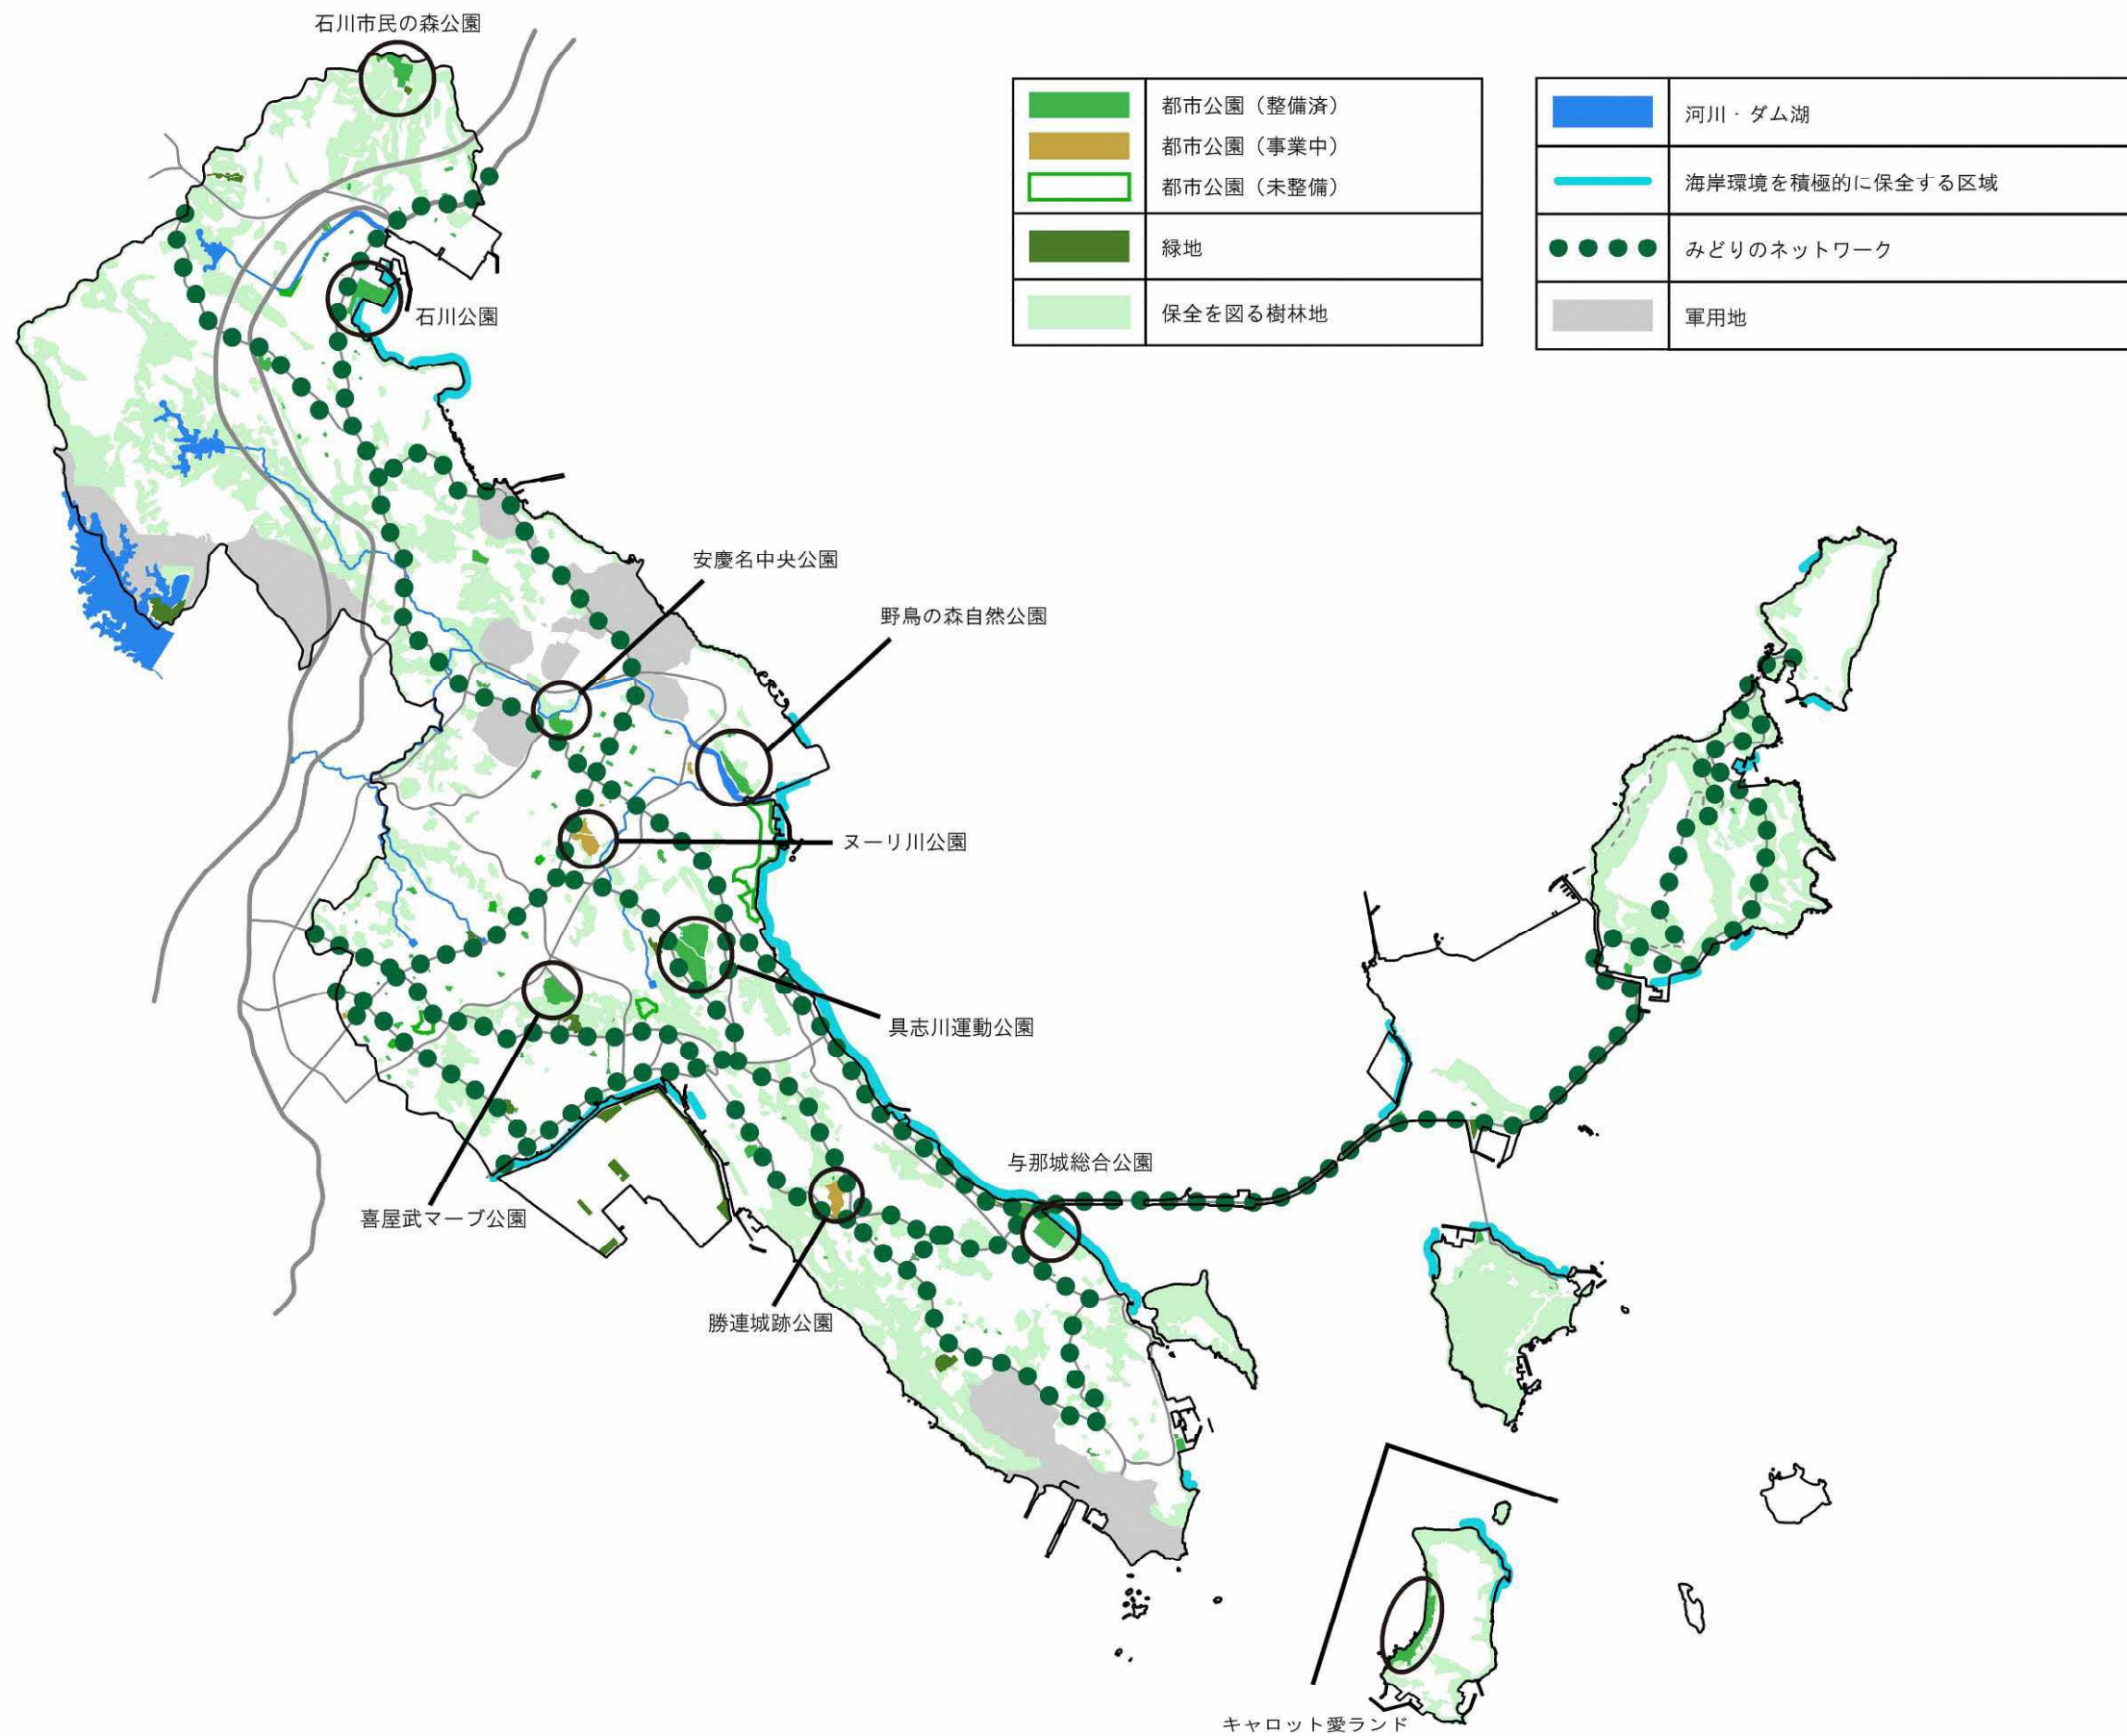 石川市民の森公園
都市公園（整備済）
都市公園（事業中）
都市公園（未整備）
緑地
保全を図る樹林地
河川・ダム湖
海岸環境を積極的に保全する区域
みどりのネットワーク
軍用地
石川公園
安慶名中央公園
野鳥の森自然公園
ヌーリ川公園
具志川運動公園
与那城総合公園
喜屋武マーブ公園
勝連城跡公園
キャロット愛ランド